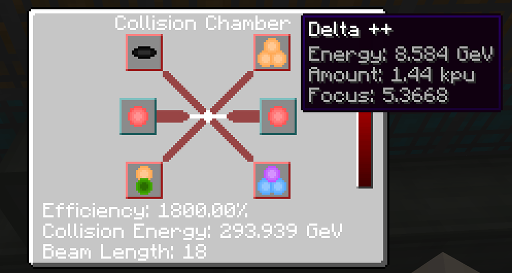 Collision Chamber
Delta ++
Energy: 8.584 GeV
Amount: 1.44 kpu
Focus: 5.3668
Efficiency: 1800.00%
Collision Energy: 293.939 GeV
Beam Length: 18